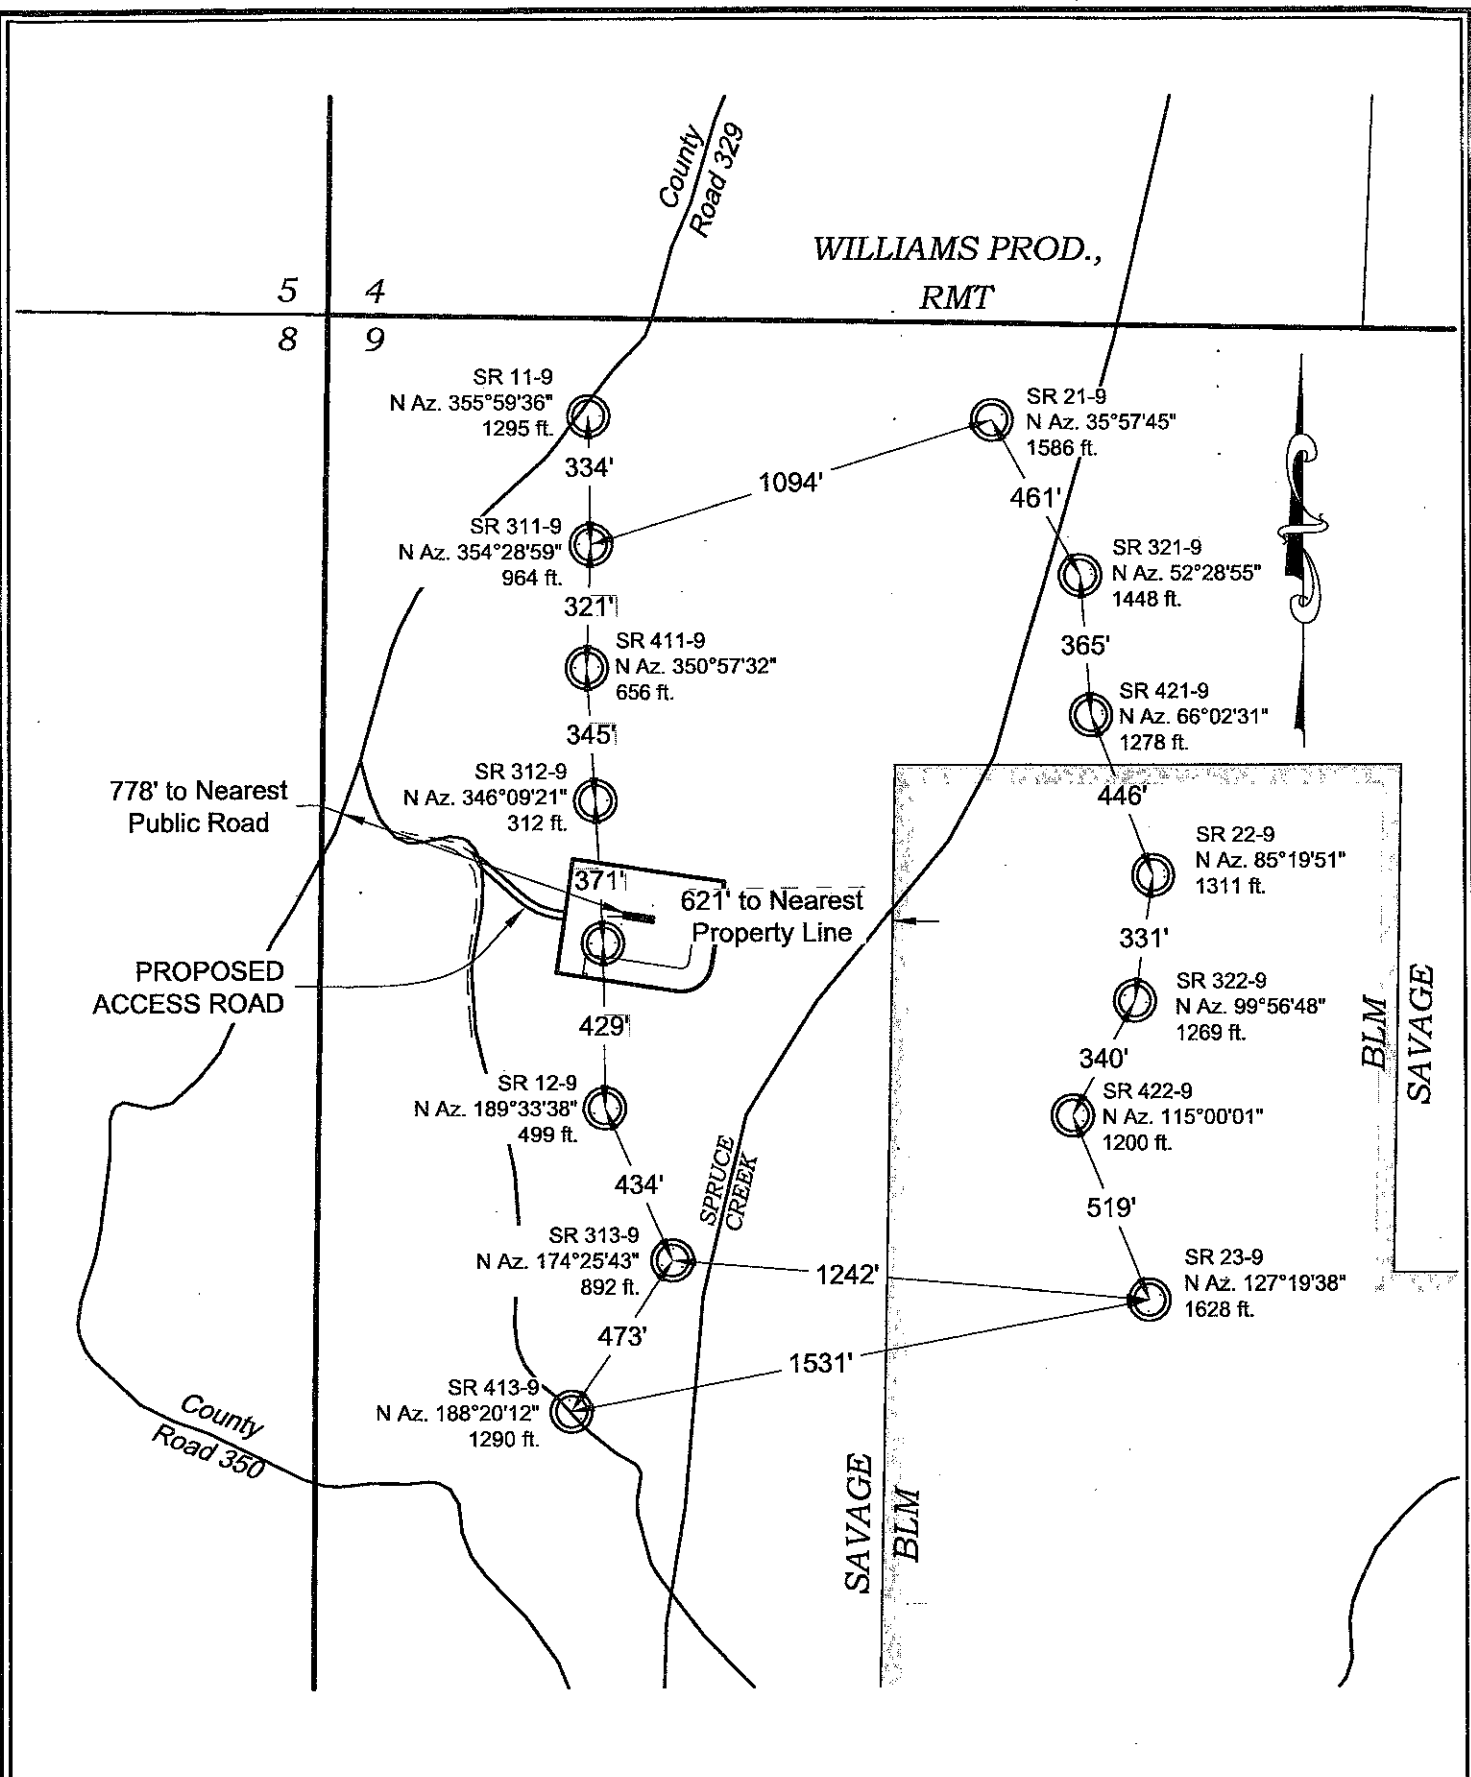 County
Road 329
WILLIAMS PROD.,
RMT
5 4
8 9
SR 11-9
N Az. 355°59'36"
1295 ft.
SR 21-9
N Az. 35°57'45"
1586 ft.
334'
1094'
461'
SR 311-9
N Az. 354°28'59"
964 ft.
SR 321-9
N Az. 52°28'55"
1448 ft.
321'
365'
SR 411-9
N Az. 350°57'32"
656 ft.
SR 421-9
N Az. 66°02'31"
1278 ft.
345'
446'
SR 312-9
N Az. 346°09'21"
312 ft.
778' to Nearest
Public Road
SR 22-9
N Az. 85°19'51"
1311 ft.
371'
621' to Nearest
Property Line
331'
PROPOSED
ACCESS ROAD
SR 322-9
N Az. 99°56'48"
1269 ft.
BLM
SAVAGE
429'
340'
SR 12-9
N Az. 189°33'38"
499 ft.
SR 422-9
N Az. 115°00'01"
1200 ft.
SPRUCE
CREEK
434'
519'
SR 313-9
N Az. 174°25'43"
892 ft.
1242'
SR 23-9
N Az. 127°19'38"
1628 ft.
473'
1531'
SR 413-9
N Az. 188°20'12"
1290 ft.
County
Road 350
SAVAGE
BLM